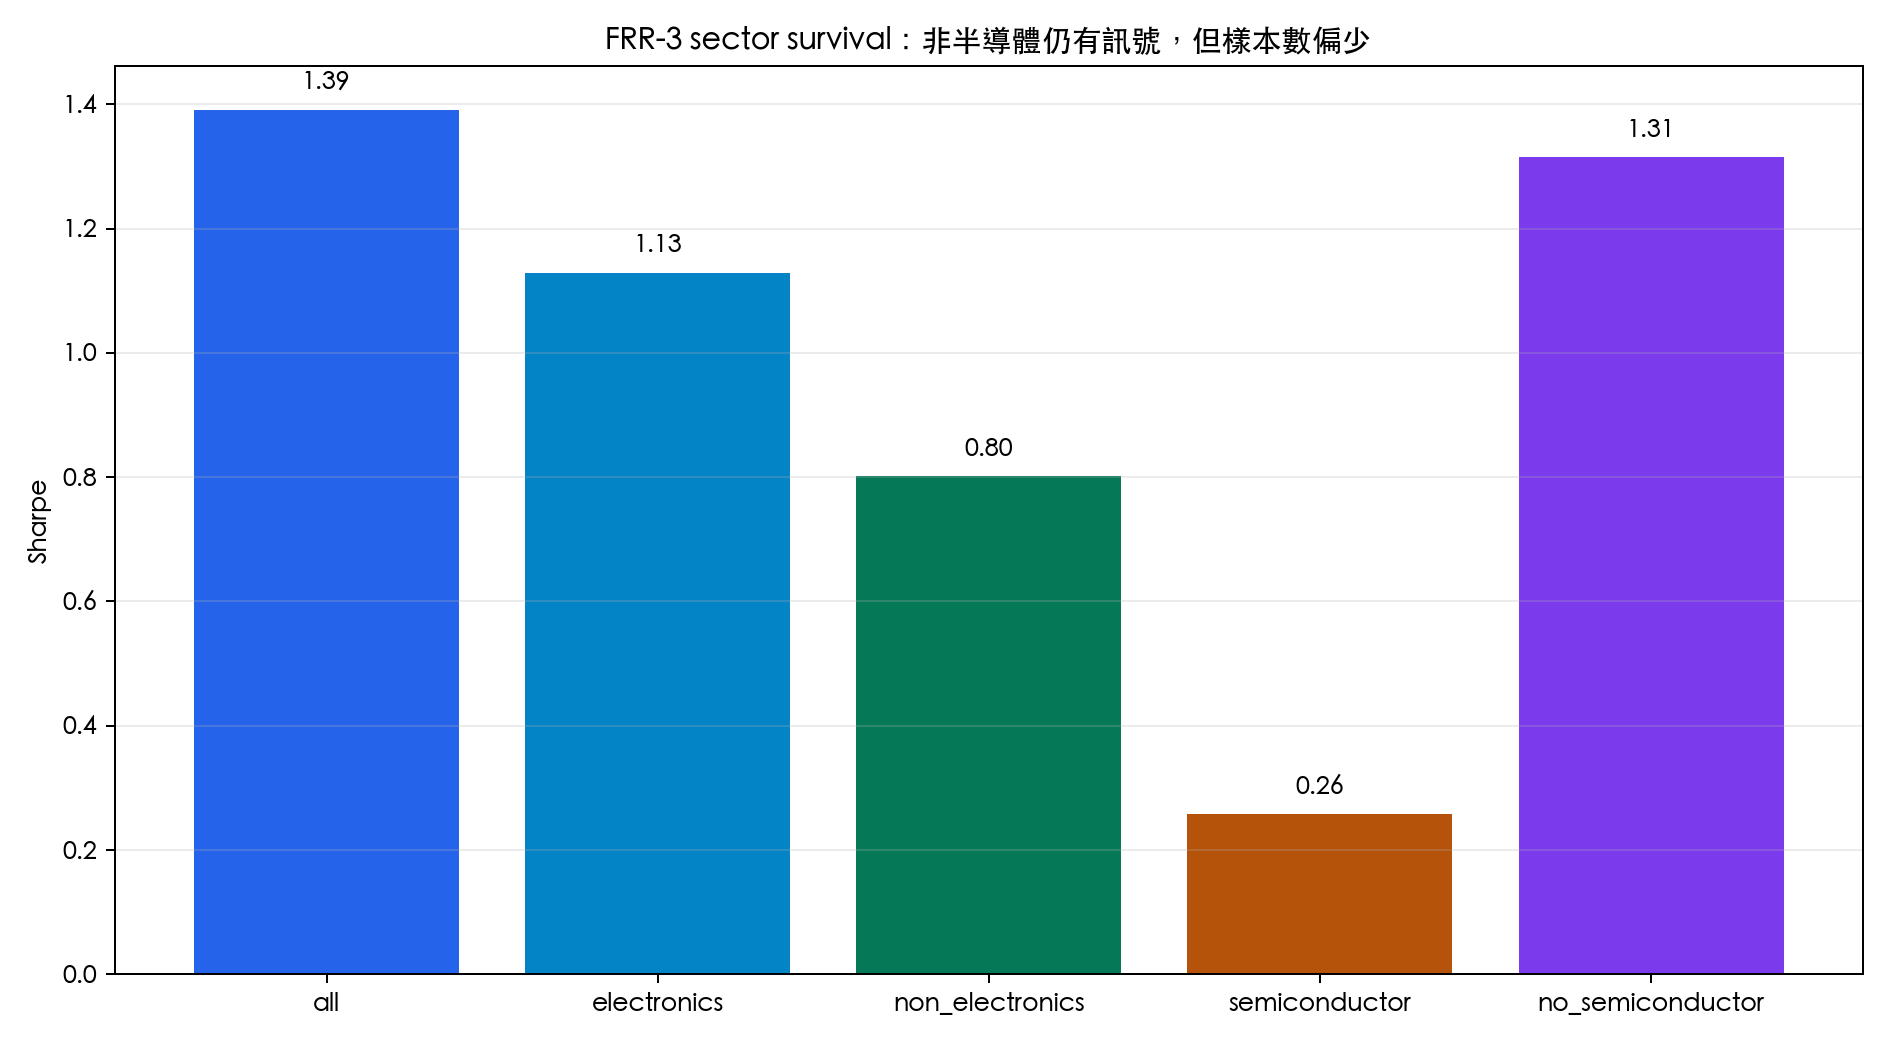 FRR-3 sector survival：非半導體仍有訊號，但樣本數偏少
Sharpe
1.4
1.2
1.0
0.8
0.6
0.4
0.2
0.0
1.39
1.13
0.80
0.26
1.31
all
electronics
non_electronics
semiconductor
no_semiconductor